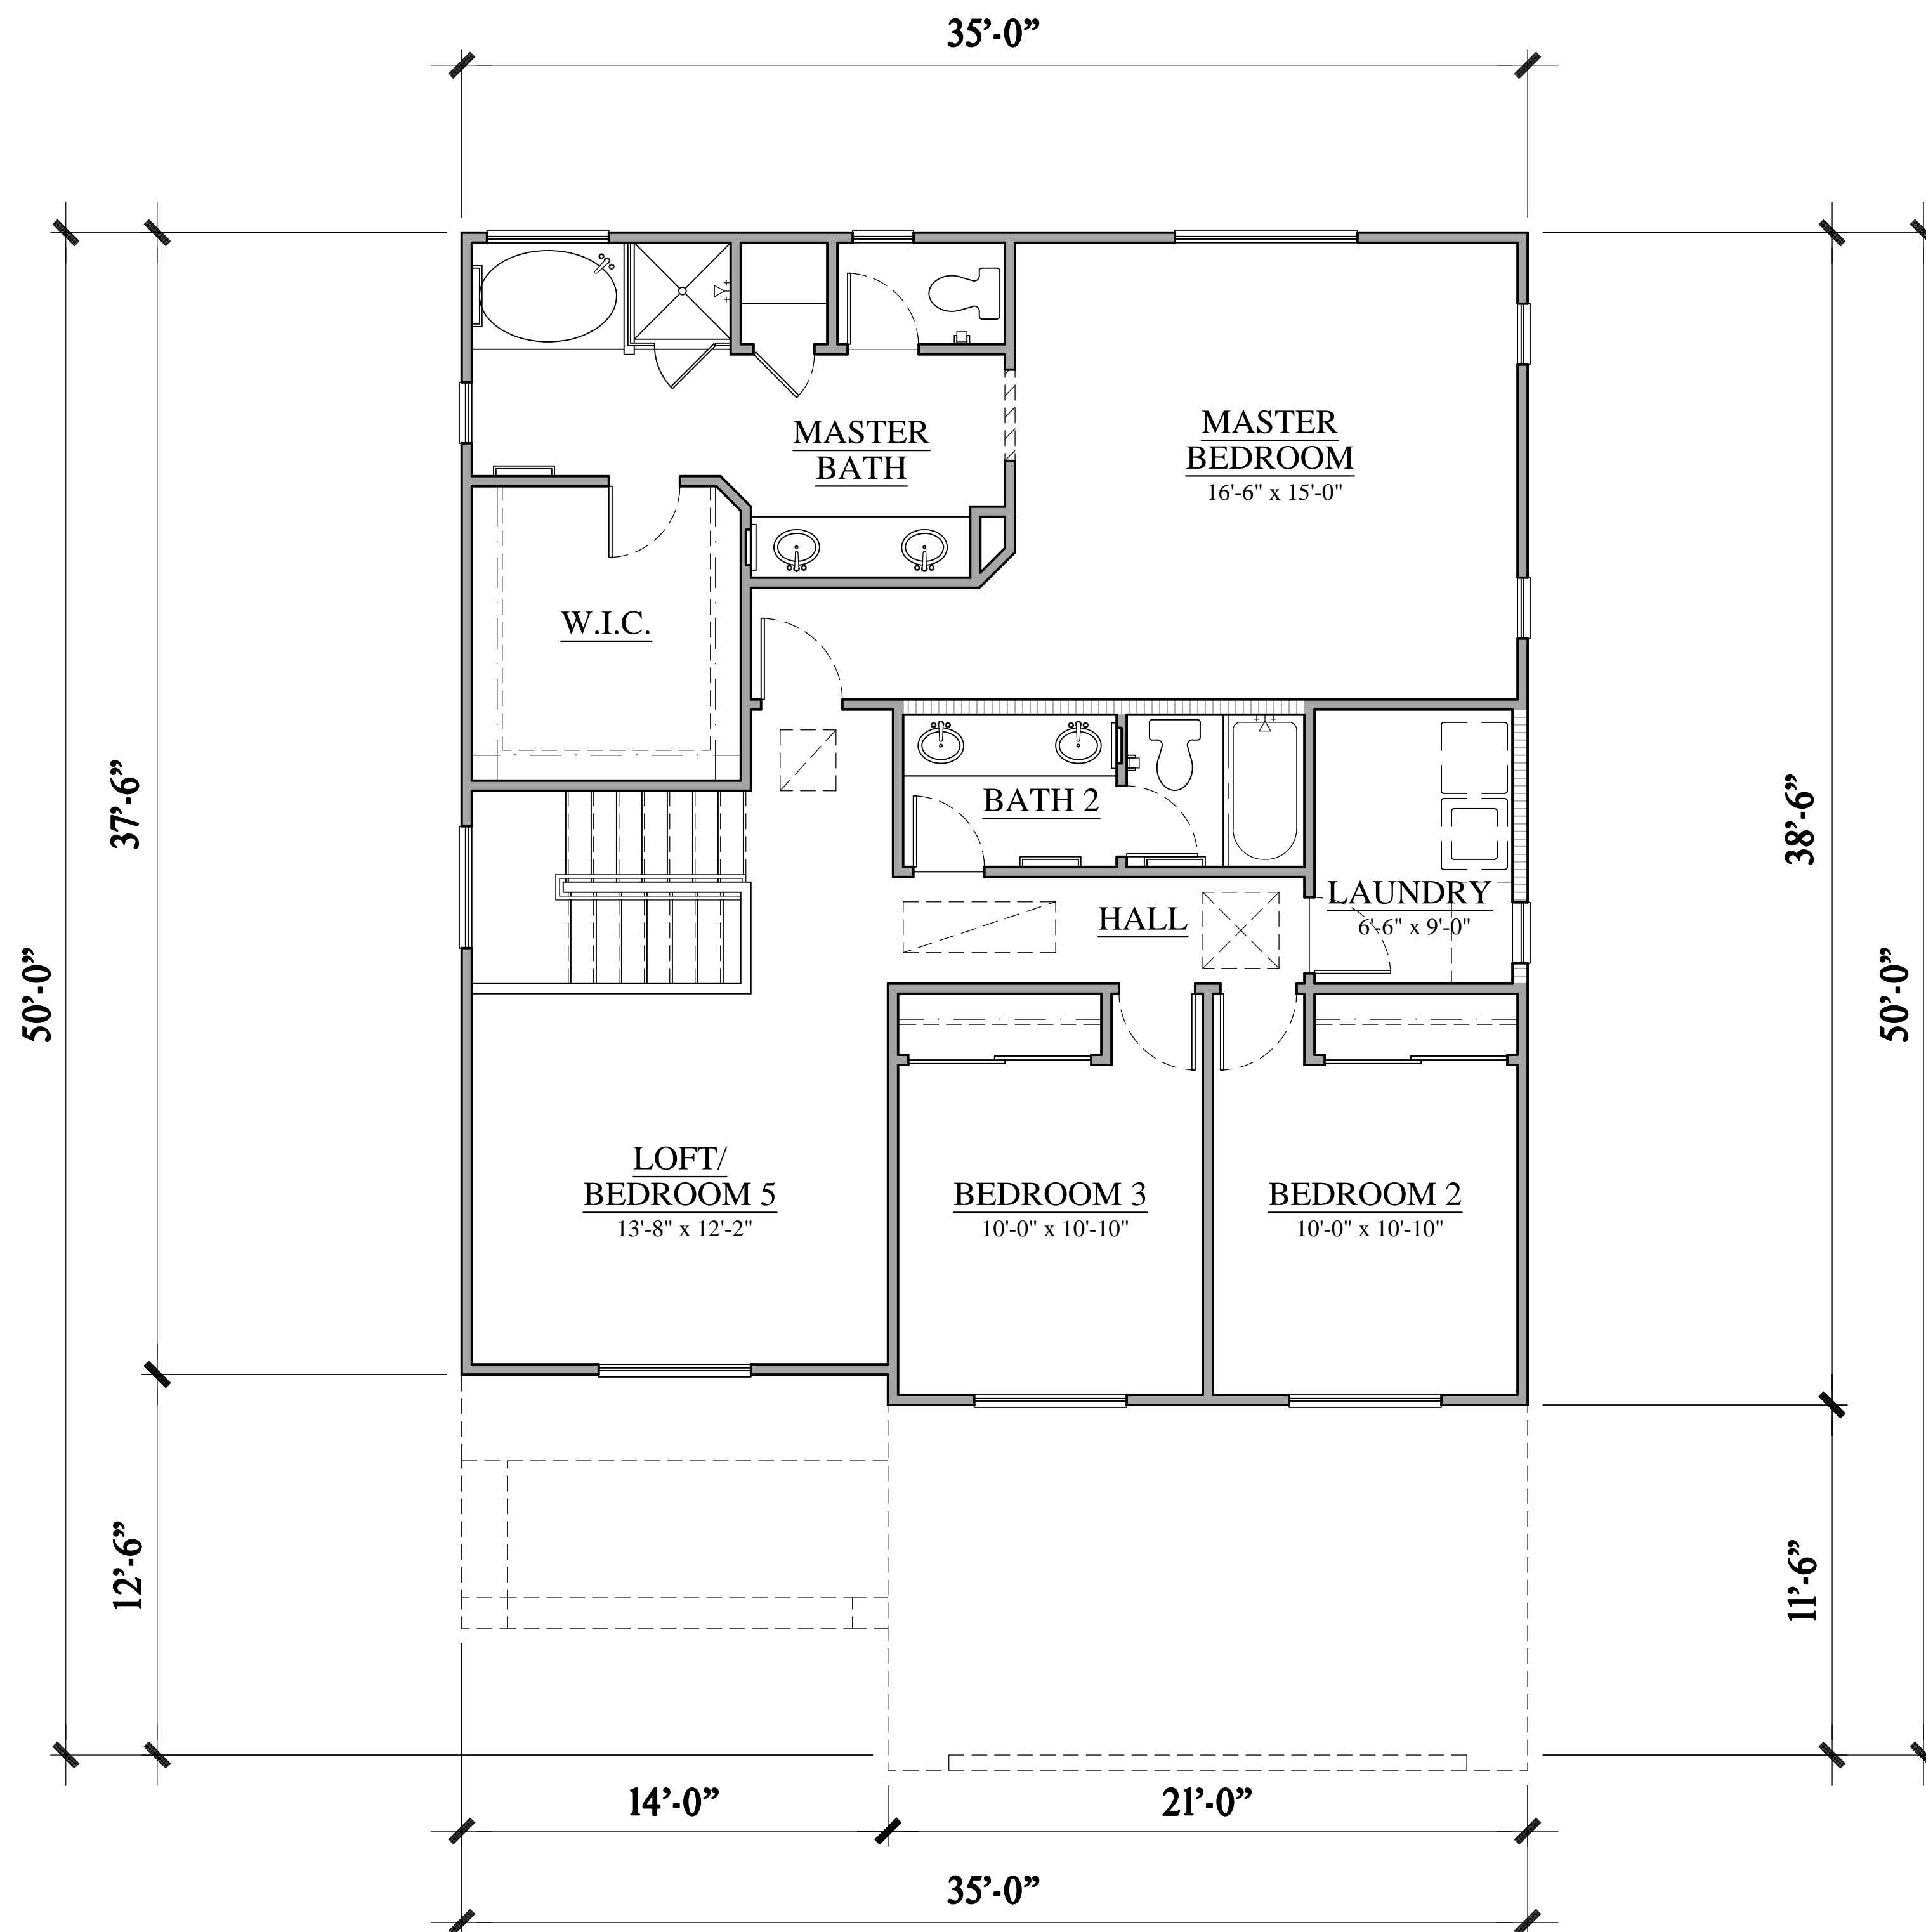 35’-0”
MASTER
BATH
MASTER
BEDROOM
16'-6" x 15'-0"
W.I.C.
37’-6”
50’-0”
38’-6”
50’-0”
BATH 2
HALL
LAUNDRY
6'-6" x 9'-0"
LOFT/
BEDROOM 5
13'-8" x 12'-2"
BEDROOM 3
10'-0" x 10'-10"
BEDROOM 2
10'-0" x 10'-10"
12’-6”
11’-6”
14’-0”
21’-0”
35’-0”